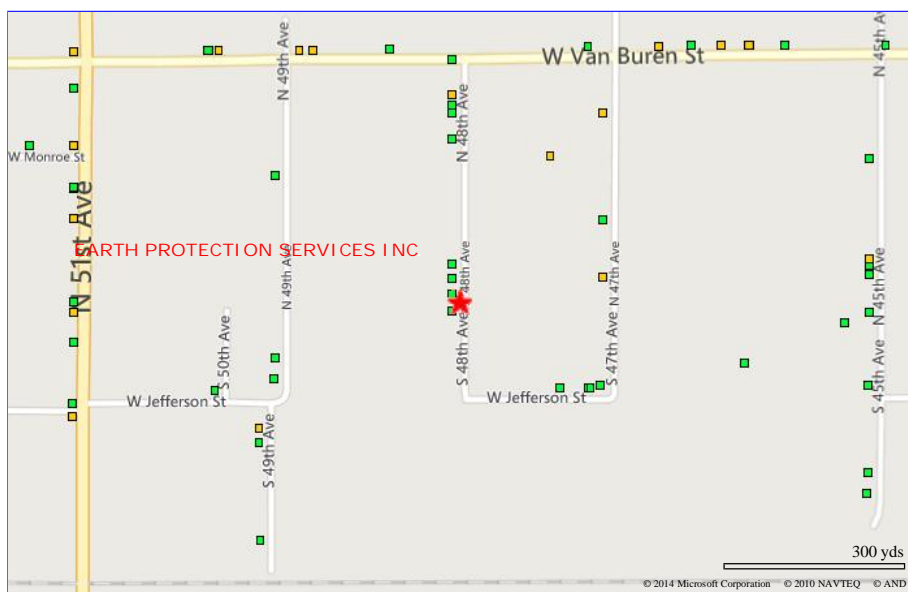 N 49th Ave
N 45th A
W Van Buren St
N 48th Ave
W Monroe St
N 51st Ave
EARTH PROTECTION SERVICES INC
N 49th Ave
48th Ave
N 47th Ave
N 45th Ave
S 50th Ave
S 48th Ave
S 47th Ave
S 45th Ave
W Jefferson St
W Jefferson St
S 49th Ave
300 yds
© 2014 Microsoft Corporation © 2010 NAVTEQ © AND